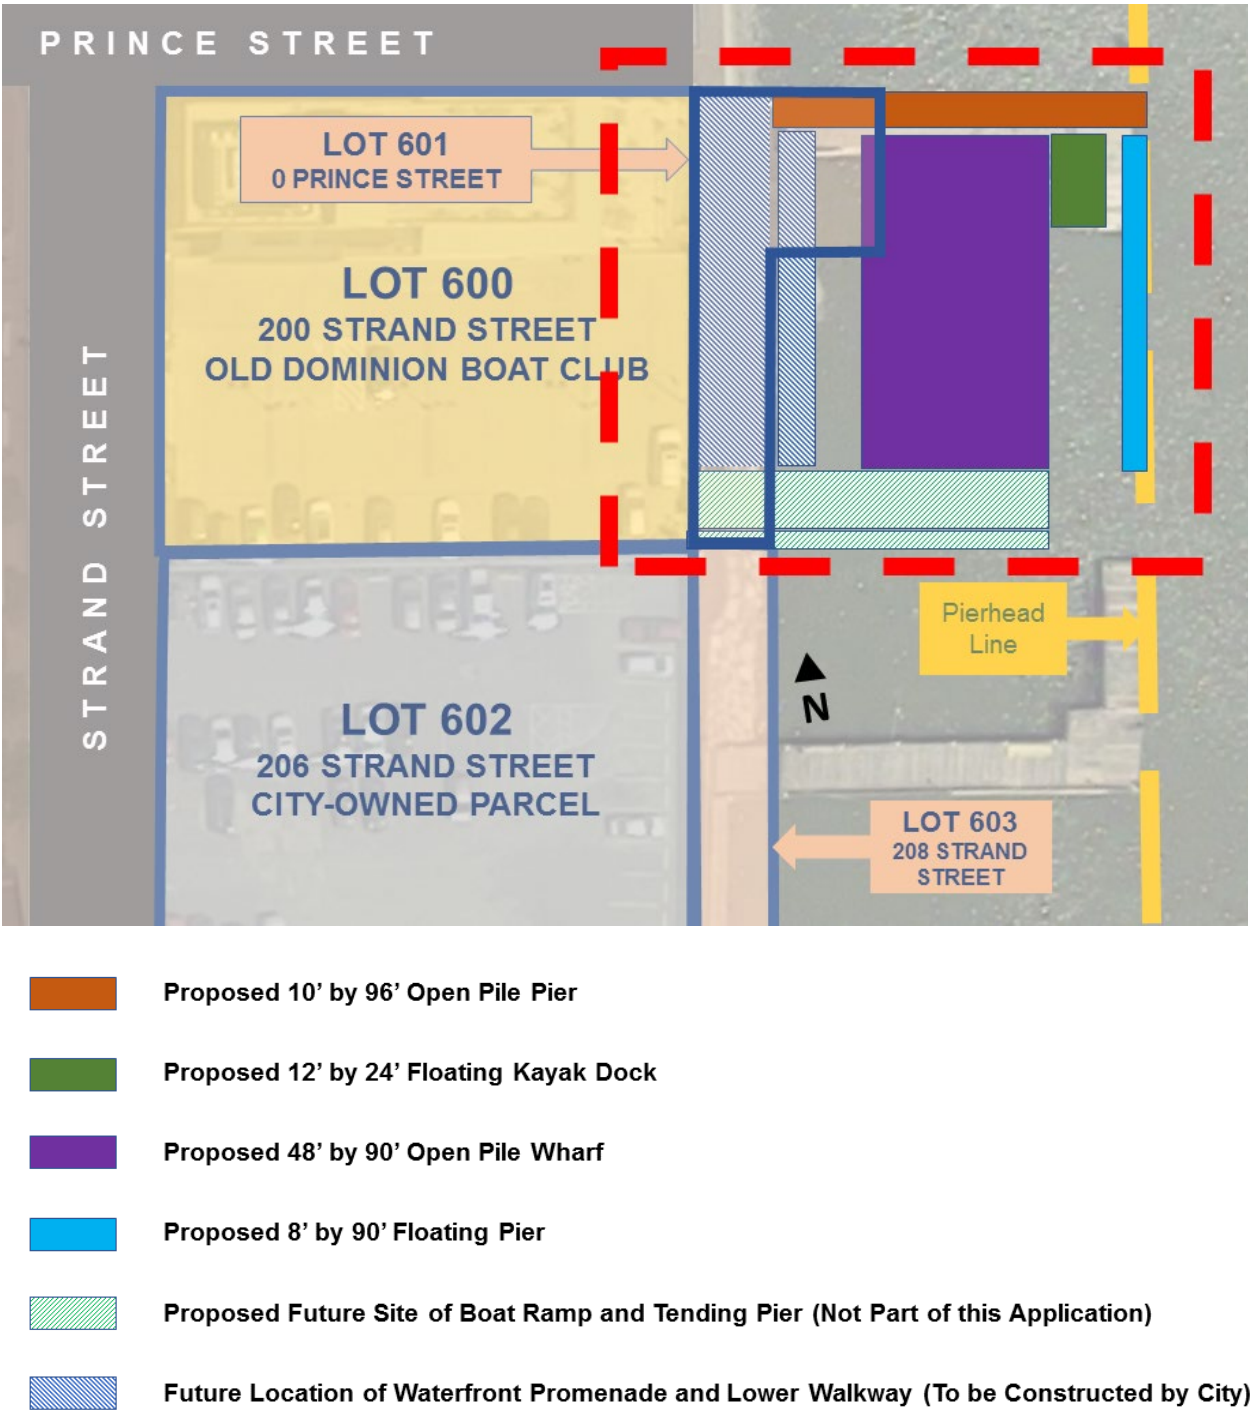 PRINCE STREET
LOT 601
0 PRINCE STREET
LOT 600
200 STRAND STREET
OLD DOMINION BOAT CLUB
STRAND STREET
Pierhead
Line
N
LOT 602
206 STRAND STREET
CITY-OWNED PARCEL
LOT 603
208 STRAND
STREET
Proposed 10’ by 96’ Open Pile Pier
Proposed 12’ by 24’ Floating Kayak Dock
Proposed 48’ by 90’ Open Pile Wharf
Proposed 8’ by 90’ Floating Pier
Proposed Future Site of Boat Ramp and Tending Pier (Not Part of this Application)
Future Location of Waterfront Promenade and Lower Walkway (To be Constructed by City)